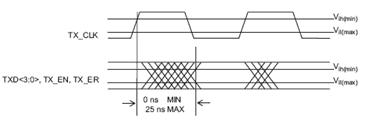 Vih(min)
TX_CLK
Vil(max)
Vih(min)
TXD<3;0>, TX_EN, TX_ER
Vil(max)
0 ns MIN
25 ns MAX